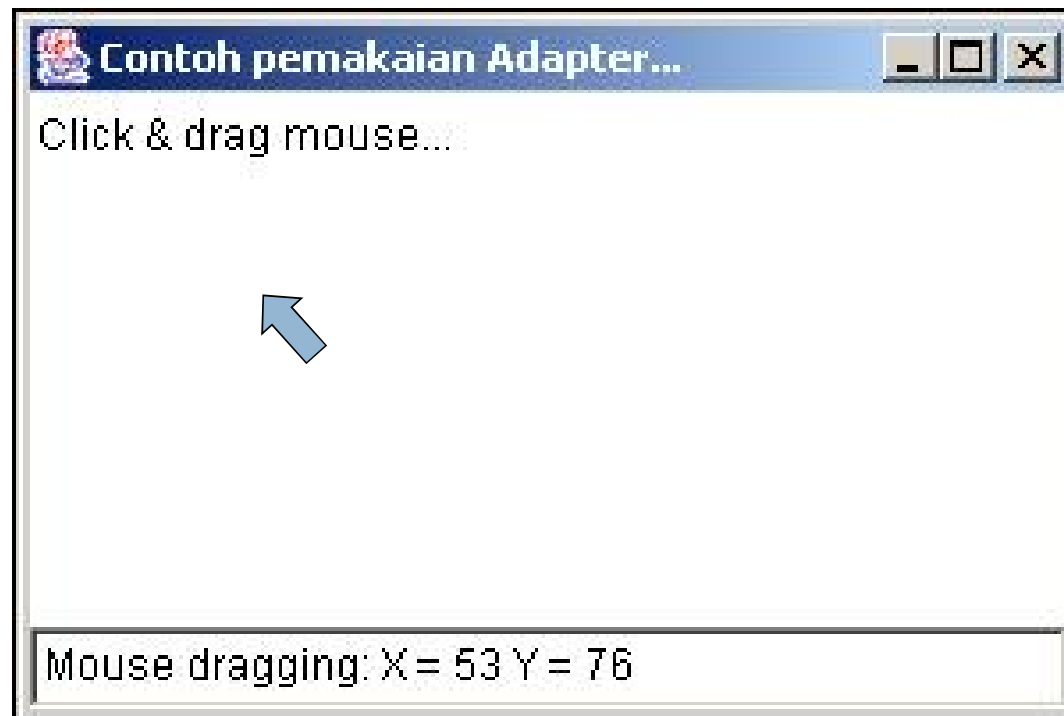 Contoh pemakaian Adapter...
Click & drag mouse...
Mouse dragging: X = 53 Y = 76